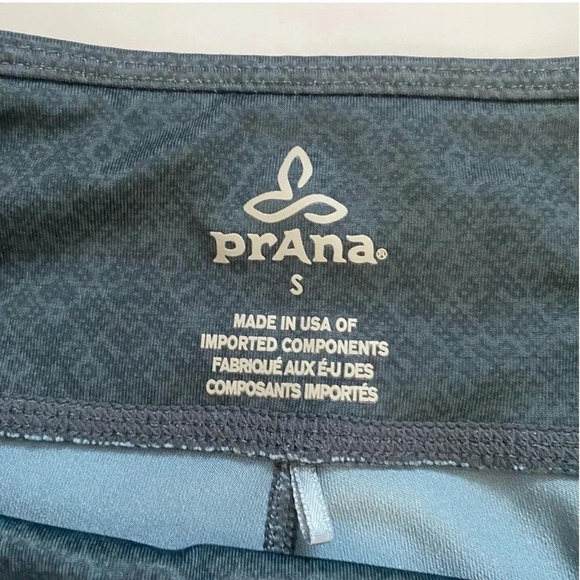 prAna®
S
MADE IN USA OF
IMPORTED COMPONENTS
FABRIQUÉ AUX É-U DES
COMPOSANTS IMPORTÉS